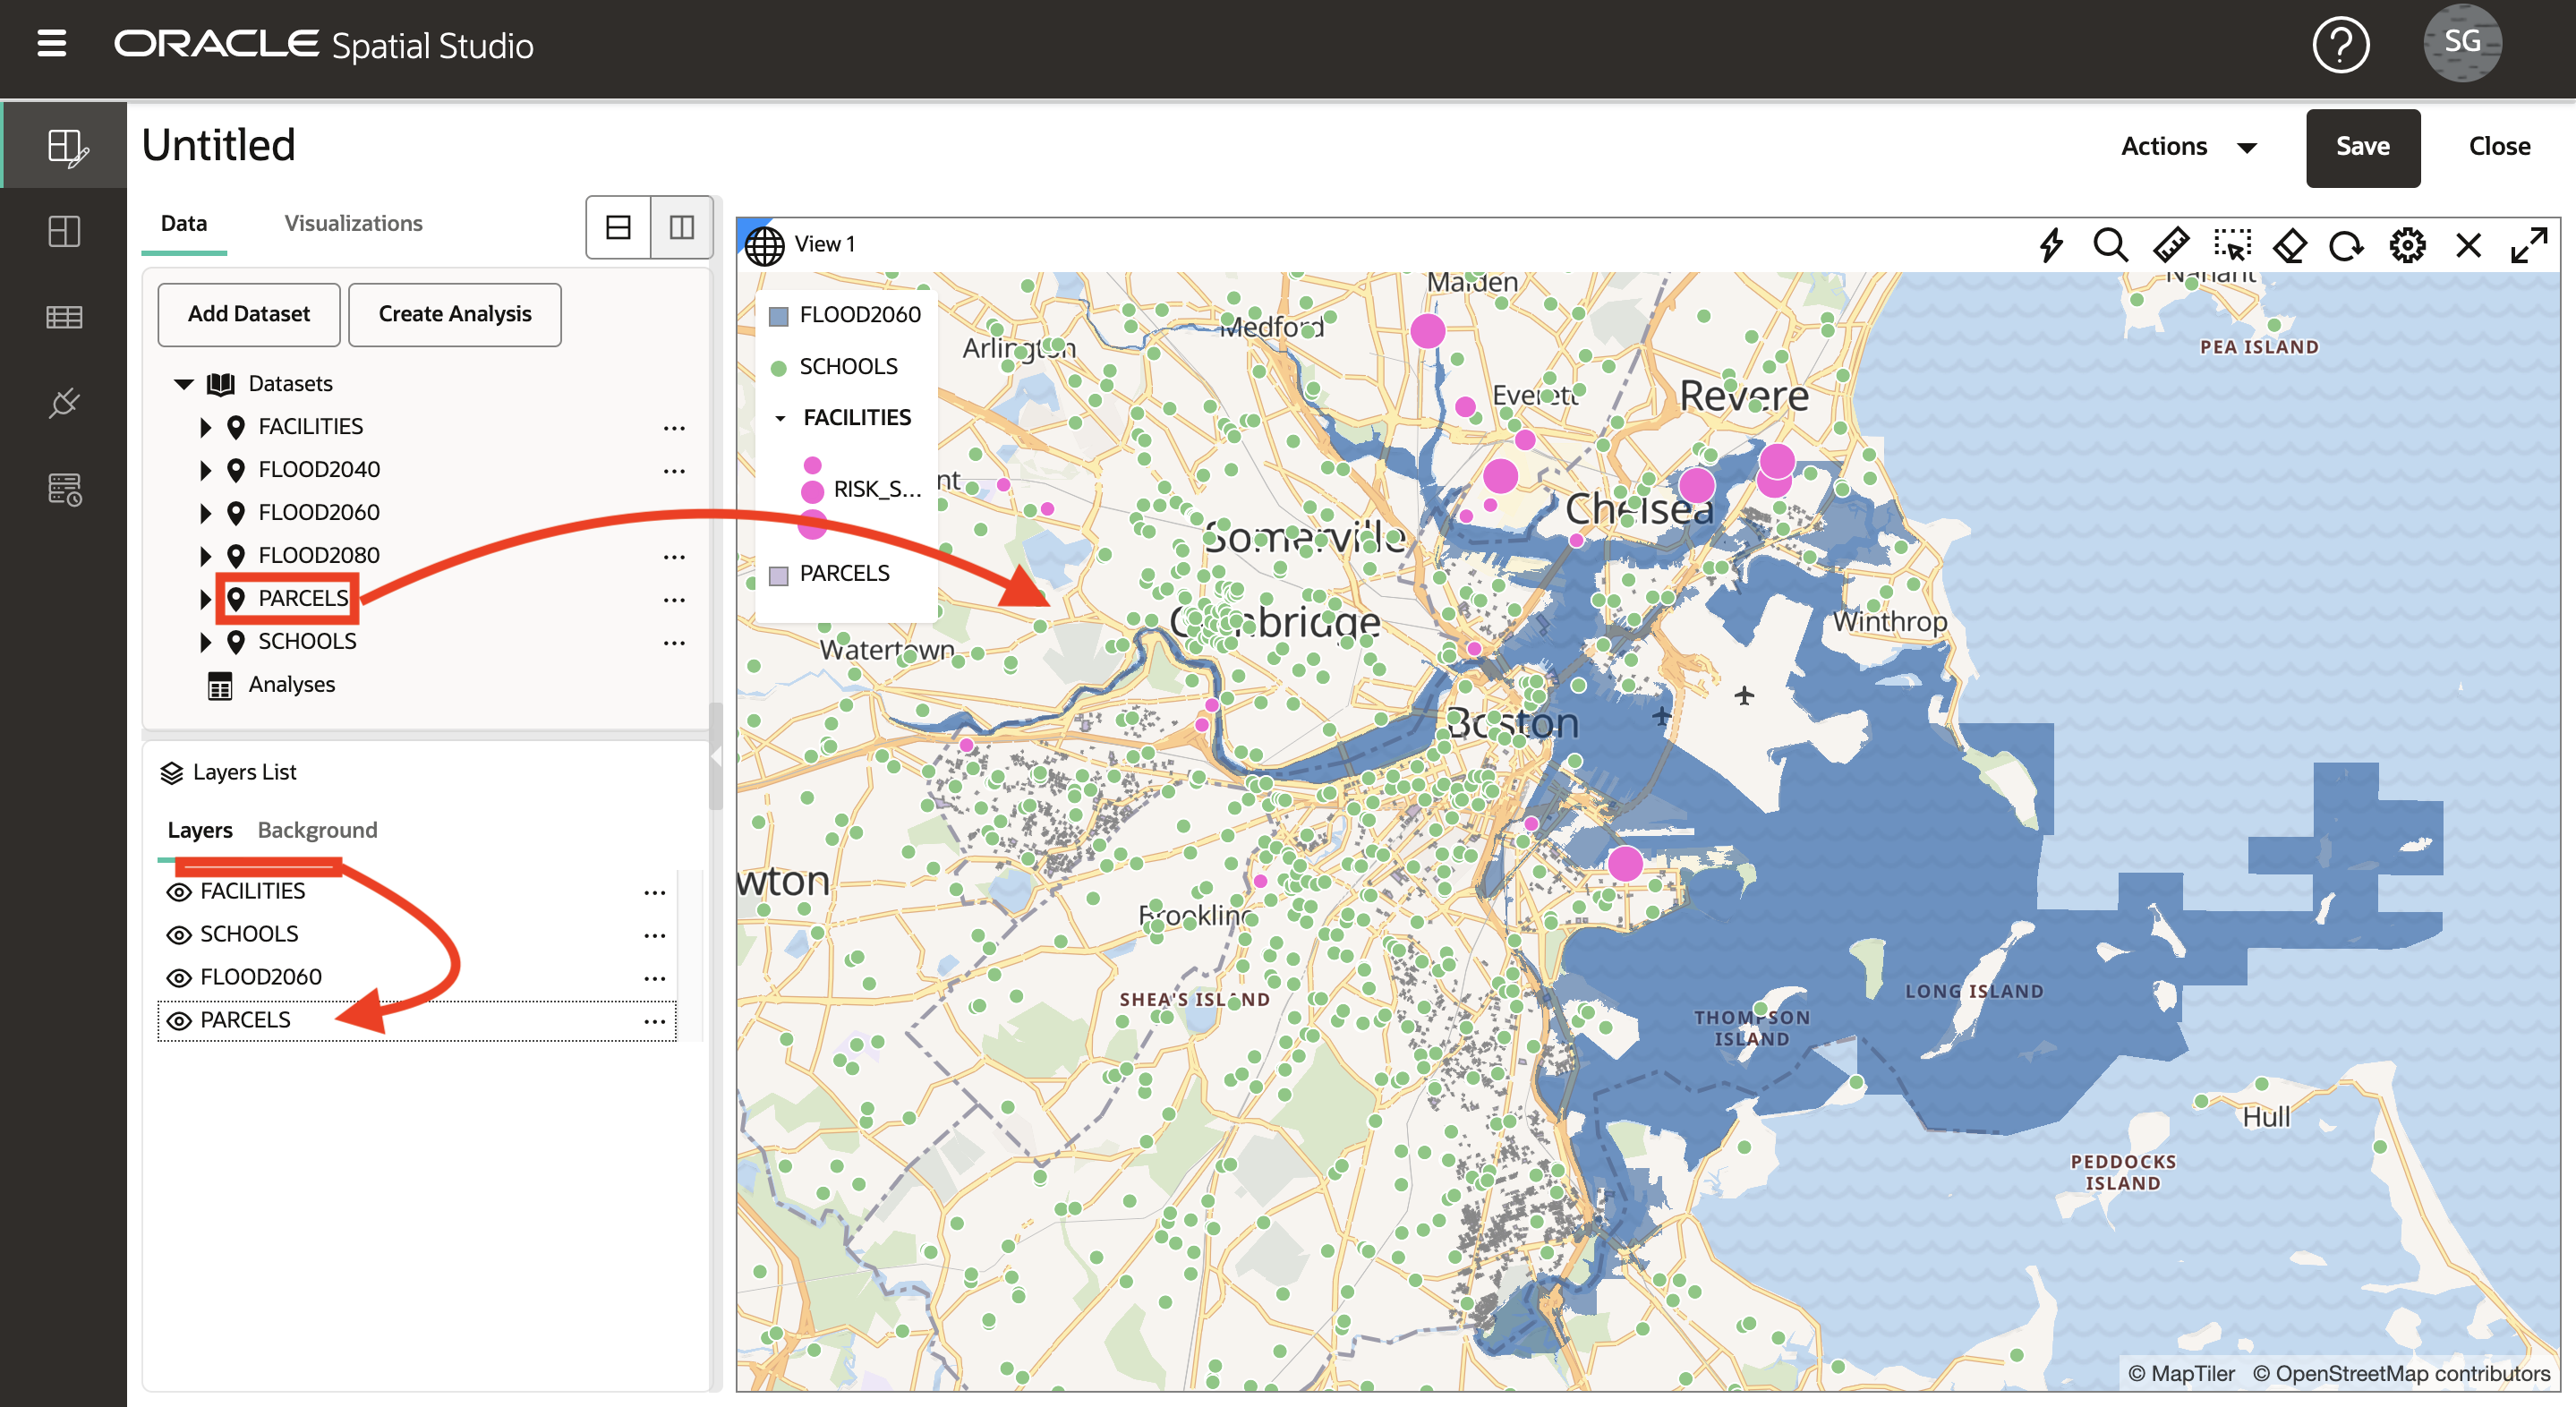 ORACLE Spatial Studio
?
SG
Untitled
Actions
Save
Close
Data
Visualizations
Add Dataset
Create Analysis
Datasets
FACILITIES
FLOOD2040
FLOOD2060
FLOOD2080
PARCELS
SCHOOLS
Analyses
Layers List
Layers
Background
FACILITIES
SCHOOLS
FLOOD2060
PARCELS
View 1
FLOOD2060
SCHOOLS
FACILITIES
RISK_S...
PARCELS
Malden
Nahant
Medford
Arlington
PEA ISLAND
Everett
Revere
nt
Chelsea
Somerville
Cambridge
Winthrop
Watertown
Boston
wton
Brookline
SHEA'S ISLAND
LONG ISLAND
THOMPSON
ISLAND
Hull
PEDDOCKS
ISLAND
© MapTiler © OpenStreetMap contributors